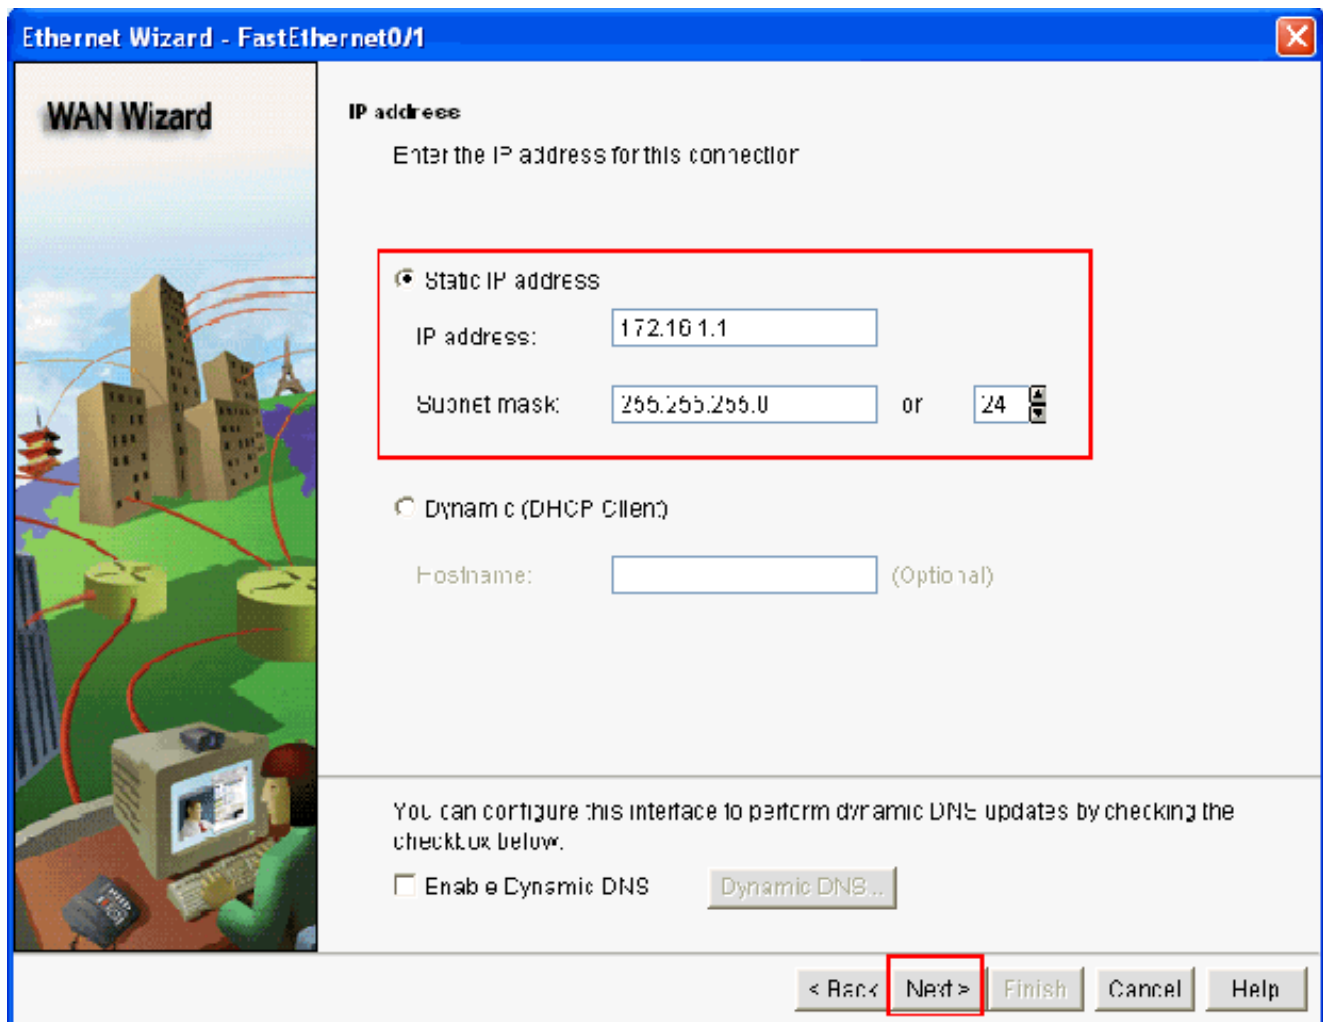 Ethernet Wizard - FastEthernet0/1
WAN Wizard
IP address
Enter the IP address for this connection
Static IP address
IP address: 172.16.1.1
Subnet mask: 255.255.255.0 or 24
Dynamic (DHCP Client)
Hostname: (Optional)
You can configure this interface to perform dynamic DNS updates by checking the
checkbox below.
Enable Dynamic DNS Dynamic DNS...
< Back Next > Finish Cancel Help